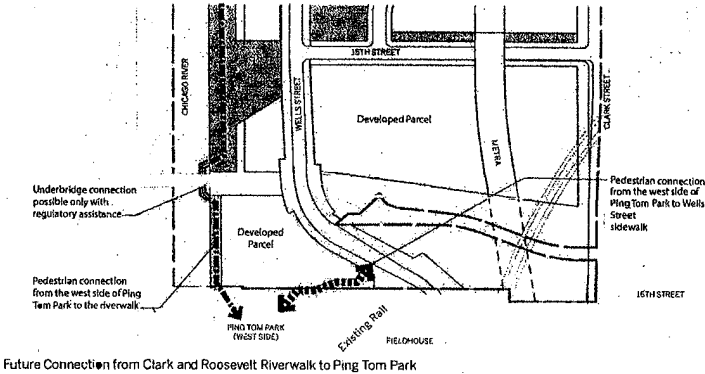 15TH STREET
CHICAGO RIVER
WELLS STREET
CLARK STREET
Developed Parcel
METRA
Underbridge connection
possible only with
regulatory assistance
Pedestrian connection
from the west side of
Ping Tom Park to Wells
Street
sidewalk
Developed
Parcel
Pedestrian connection
from the west side of Ping
Tom Park to the riverwalk
16TH STREET
PING TOM PARK
(WEST SIDE)
Existing Rail
FIELDHOUSE
Future Connection from Clark and Roosevelt Riverwalk to Ping Tom Park